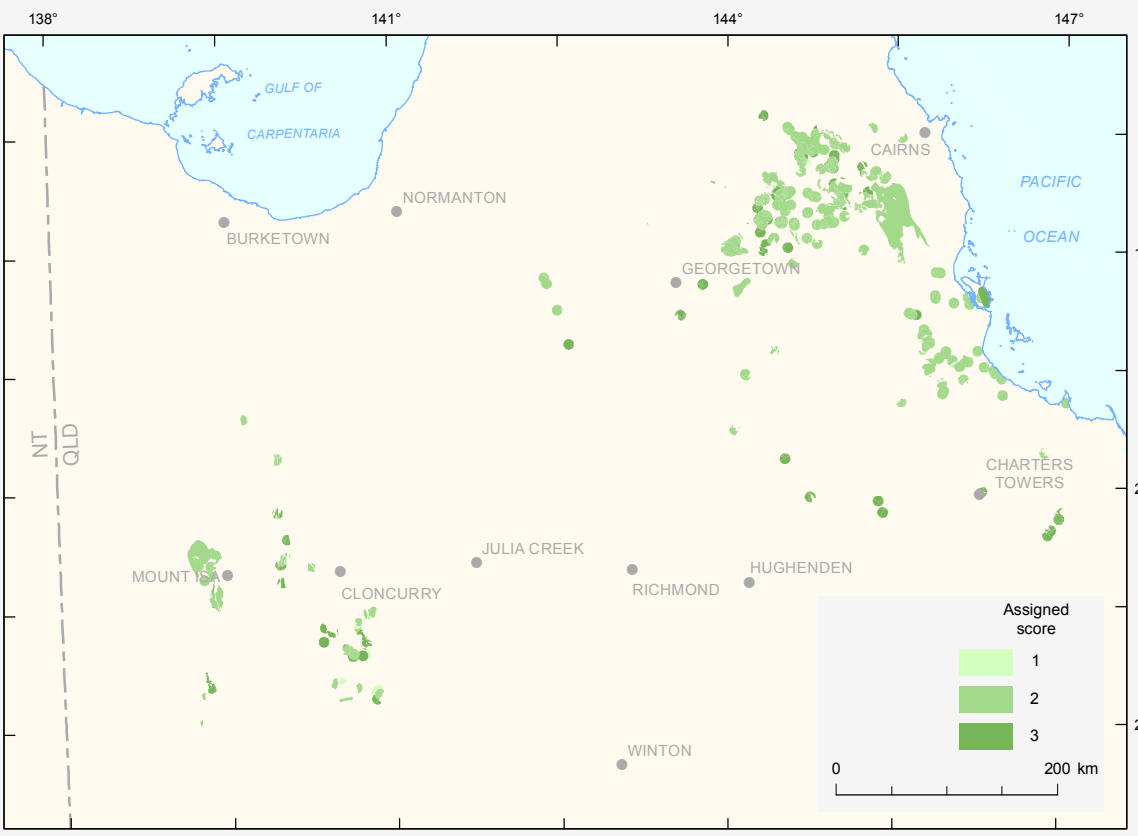 138°
141°
144°
147°
GULF OF
CARPENTARIA
CAIRNS
PACIFIC
OCEAN
NORMANTON
BURKETOWN
GEORGETOWN
NT
QLD
CHARTERS
TOWERS
JULIA CREEK
MOUNT ISA
CLONCURRY
RICHMOND
HUGHENDEN
WINTON
Assigned
score
1
2
3
0
200 km